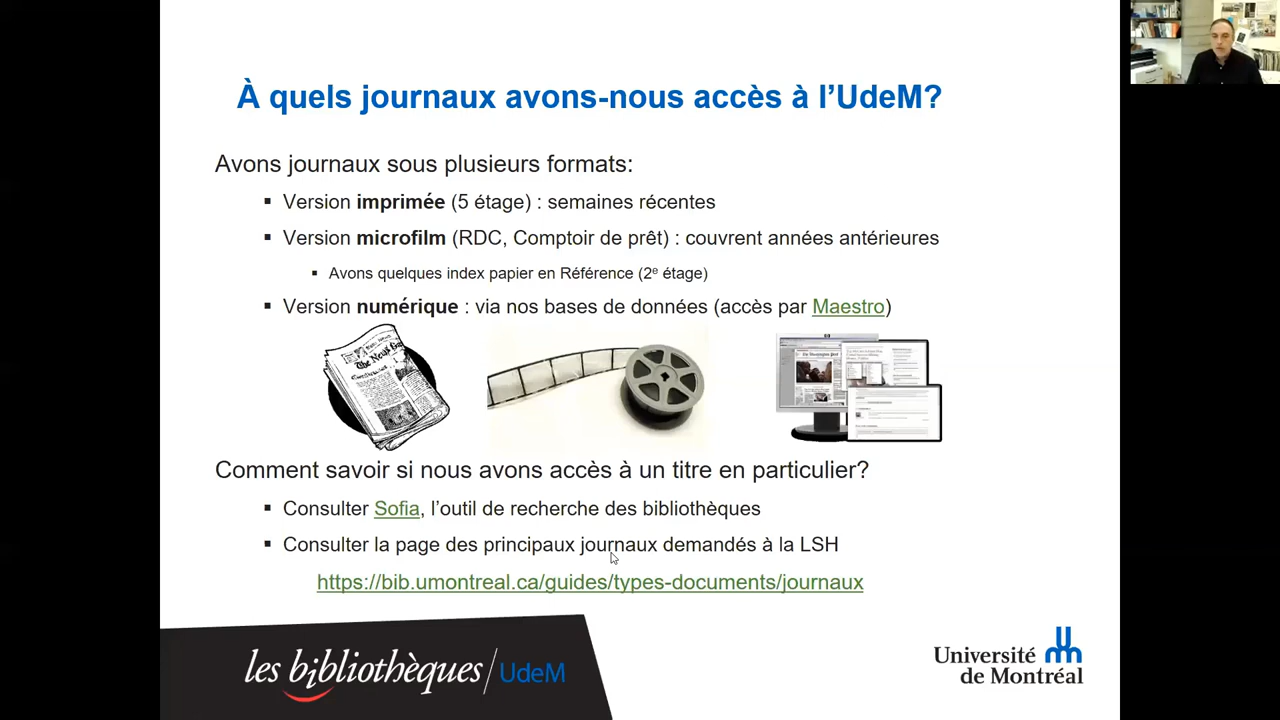 À quels journaux avons-nous accès à l’UdeM?
Avons journaux sous plusieurs formats:
▪ Version imprimée (5 étage) : semaines récentes
▪ Version microfilm (RDC, Comptoir de prêt) : couvrent années antérieures
▪ Avons quelques index papier en Référence (2e étage)
▪ Version numérique : via nos bases de données (accès par Maestro)
Comment savoir si nous avons accès à un titre en particulier?
▪ Consulter Sofia, l’outil de recherche des bibliothèques
▪ Consulter la page des principaux journaux demandés à la LSH
https://bib.umontreal.ca/guides/types-documents/journaux
les bibliothèques/UdeM
Université
de Montréal